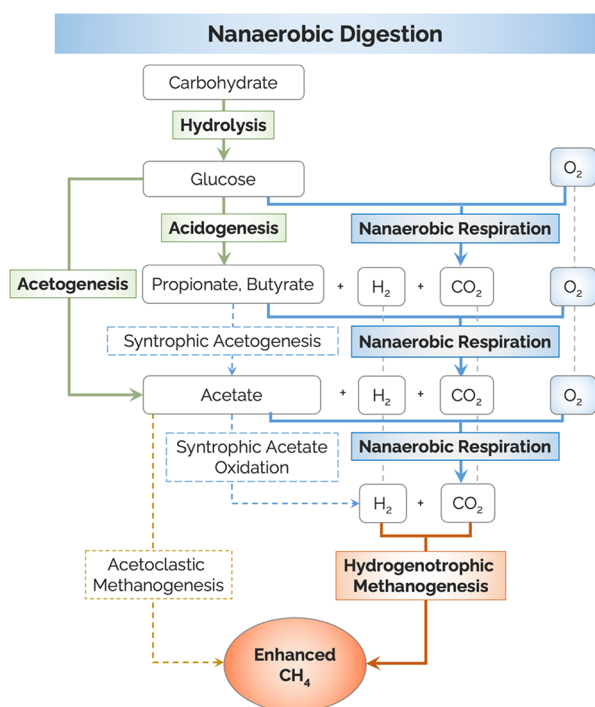 Nanaerobic Digestion
Carbohydrate
Hydrolysis
Glucose
O₂
Acidogenesis
Nanaerobic Respiration
Acetogenesis
Propionate, Butyrate + H₂ + CO₂ O₂
Syntrophic Acetogenesis
Nanaerobic Respiration
Acetate + H₂ + CO₂ O₂
Syntrophic Acetate
Oxidation
Nanaerobic Respiration
H₂ + CO₂
Acetoclastic
Methanogenesis
Hydrogenotrophic
Methanogenesis
Enhanced
CH₄